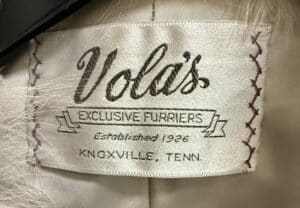 Vola's
EXCLUSIVE FURRIERS
Established 1926
KNOXVILLE, TENN.